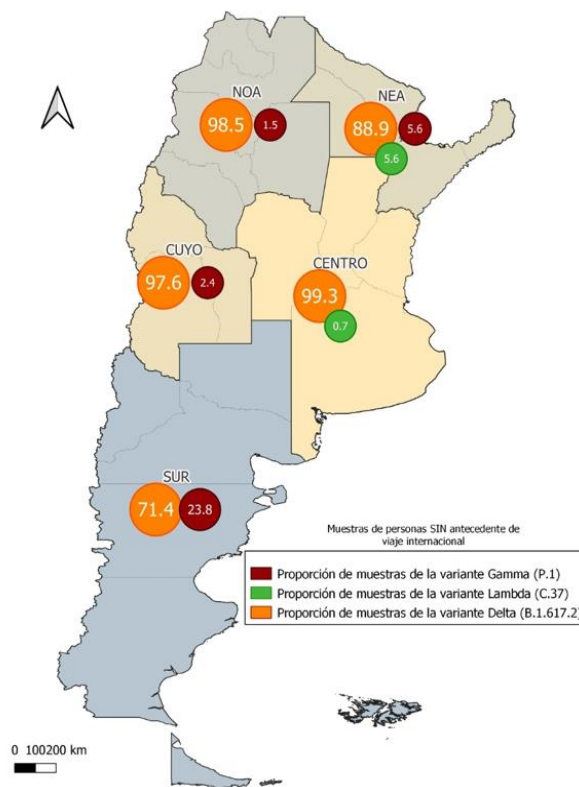 NOA
98.5
1.5
NEA
88.9
5.6
5.6
CUYO
97.6
2.4
CENTRO
99.3
0.7
SUR
71.4
23.8
Muestras de personas SIN antecedente de
viaje internacional
Proporción de muestras de la variante Gamma (P.1)
Proporción de muestras de la variante Lambda (C.37)
Proporción de muestras de la variante Delta (B.1.617.2)
0 100200 km